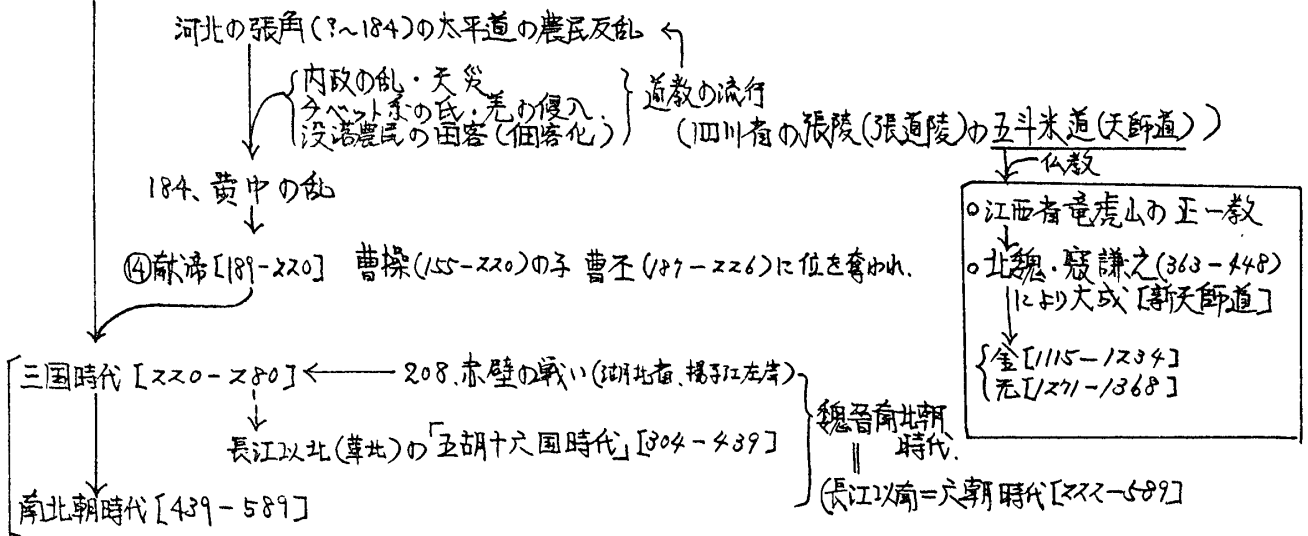 河北の張角(?~184)の太平道の農民反乱
内政の乱・天災
チベット系の氐・羌の侵入.
没落農民の田客(佃客化)
道教の流行
(四川省の張陵(張道陵)の五斗米道(天師道))
仏教
184、黄巾の乱
○江西省竜虎山の正一教
⑭献帝[189-220] 曹操(155-220)の子 曹丕(187-226)に位を奪われ.
○北魏・寇謙之(363-448)
により大成[新天師道]
金[1115-1234]
元[1271-1368]
三国時代[220-280]
208.赤壁の戦い(湖北省、揚子江左岸)
魏晋南北朝
時代.
長江以北(華北)の「五胡十六国時代」[304-439]
(長江以南=六朝時代[222-589]
南北朝時代[439-589]